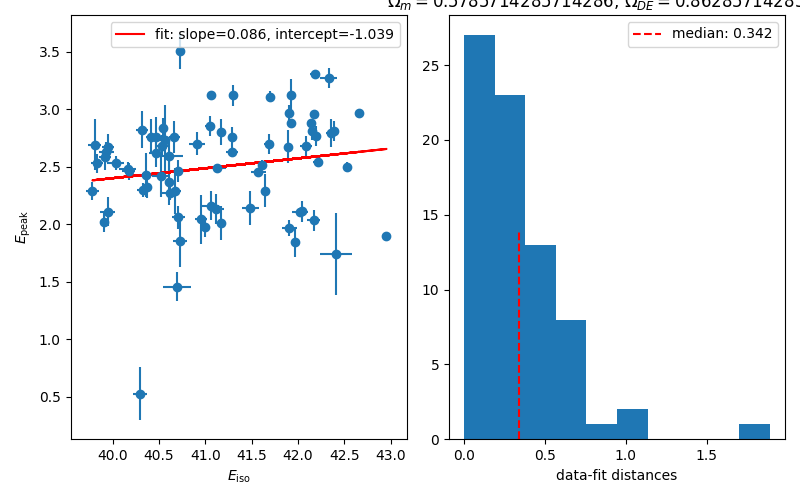 Ω_m = 0.5785714285714286, Ω_DE = 0.86285714285
fit: slope=0.086, intercept=-1.039
median: 0.342
3.5
3.0
2.5
2.0
1.5
1.0
0.5
E_peak
40.0 40.5 41.0 41.5 42.0 42.5 43.0
E_iso
25
20
15
10
5
0
0.0 0.5 1.0 1.5
data-fit distances